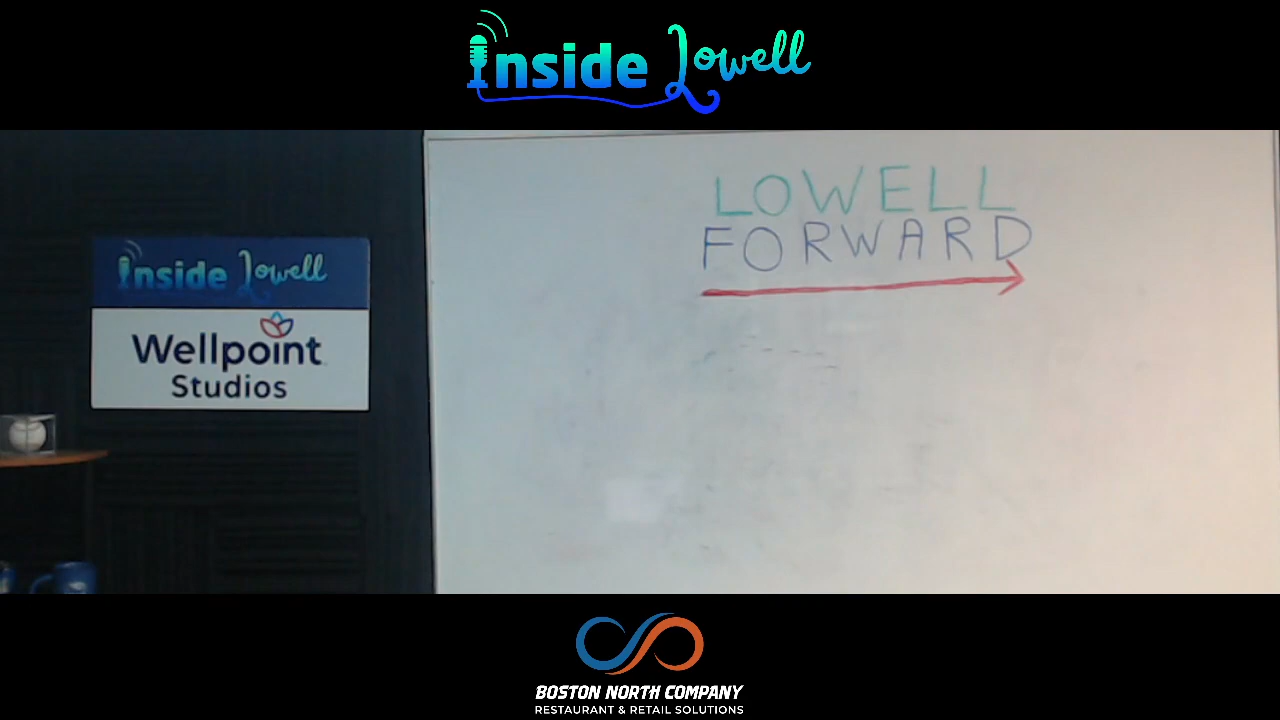 Inside Lowell
LOWELL
FORWARD
Inside Lowell
Wellpoint
Studios
BOSTON NORTH COMPANY
RESTAURANT & RETAIL SOLUTIONS